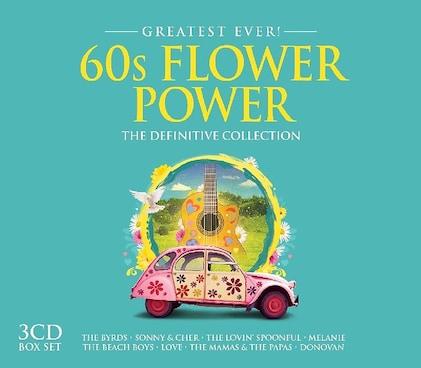 GREATEST EVER!
60s FLOWER
POWER
THE DEFINITIVE COLLECTION
3CD
BOX SET
THE BYRDS · SONNY & CHER · THE LOVIN' SPOONFUL · MELANIE
THE BEACH BOYS · LOVE · THE MAMAS & THE PAPAS · DONOVAN